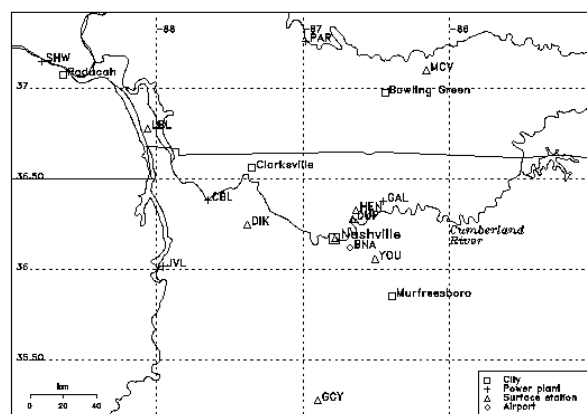 -88
87
-86
PAR
SHW
Paducah
MCV
37
Bowling Green
LBL
Clarksville
36.50
CBL
GAL
HEN
DIK
Nashville
BNA
Cumberland
River
YOU
36
JVL
Murfreesboro
35.50
km
0 20 40
GCY
City
Power plant
Surface station
Airport